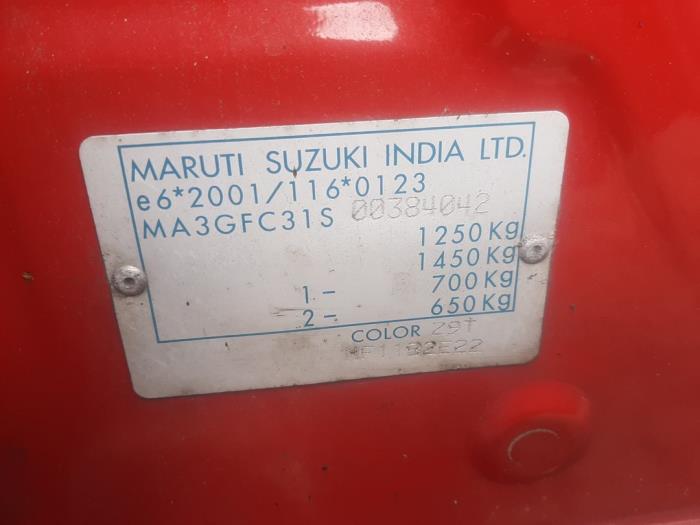 MARUTI SUZUKI INDIA LTD.
e6*2001/116*0123
MA3GFC31S 00384042
1250Kg
1450Kg
1- 700Kg
2- 650Kg
COLOR Z9T